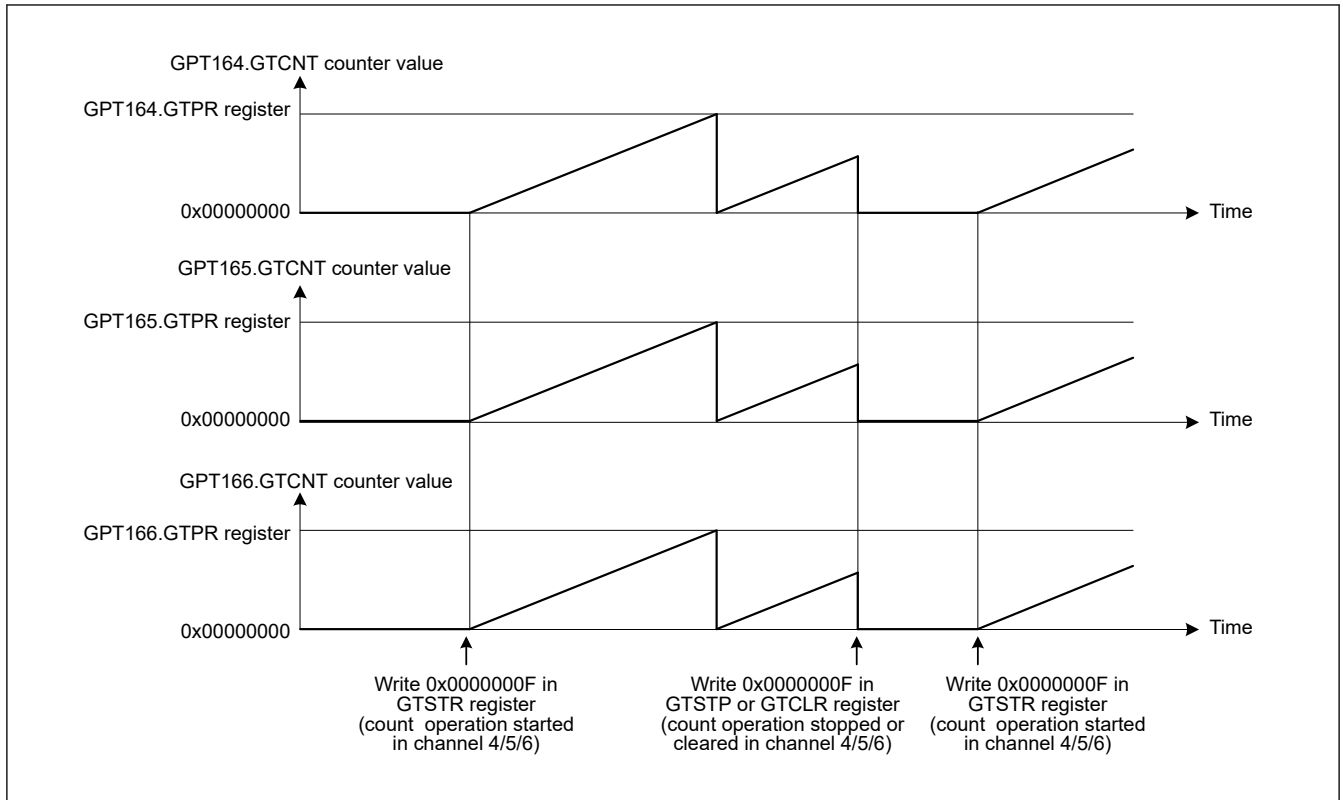 GPT164.GTCNT counter value
GPT164.GTPR register
0x00000000
Time
GPT165.GTCNT counter value
GPT165.GTPR register
0x00000000
Time
GPT166.GTCNT counter value
GPT166.GTPR register
0x00000000
Time
Write 0x0000000F in
GTSTR register
(count operation started
in channel 4/5/6)
Write 0x0000000F in
GTSTP or GTCLR register
(count operation stopped or
cleared in channel 4/5/6)
Write 0x0000000F in
GTSTR register
(count operation started
in channel 4/5/6)